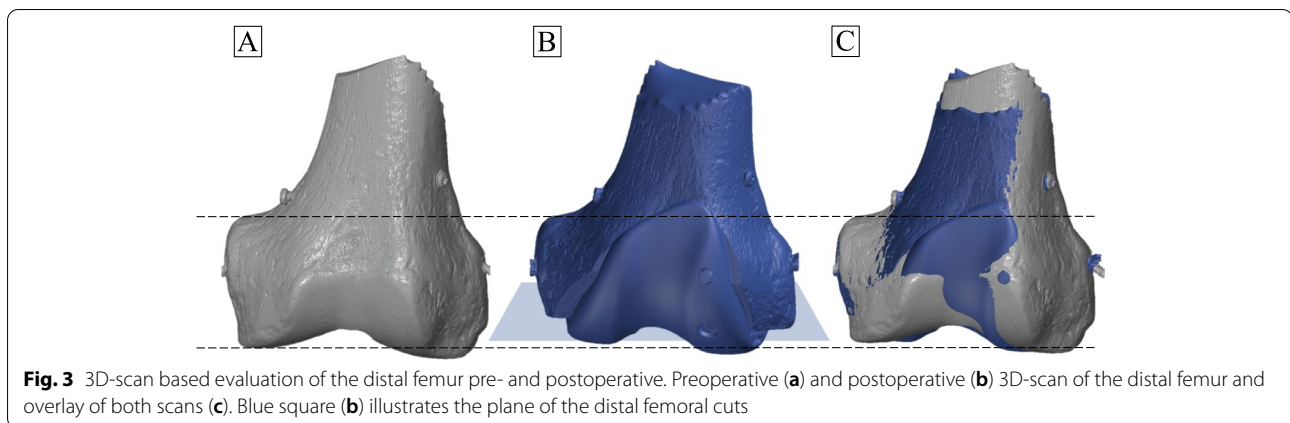 A B C
Fig. 3 3D-scan based evaluation of the distal femur pre- and postoperative. Preoperative (a) and postoperative (b) 3D-scan of the distal femur and
overlay of both scans (c). Blue square (b) illustrates the plane of the distal femoral cuts